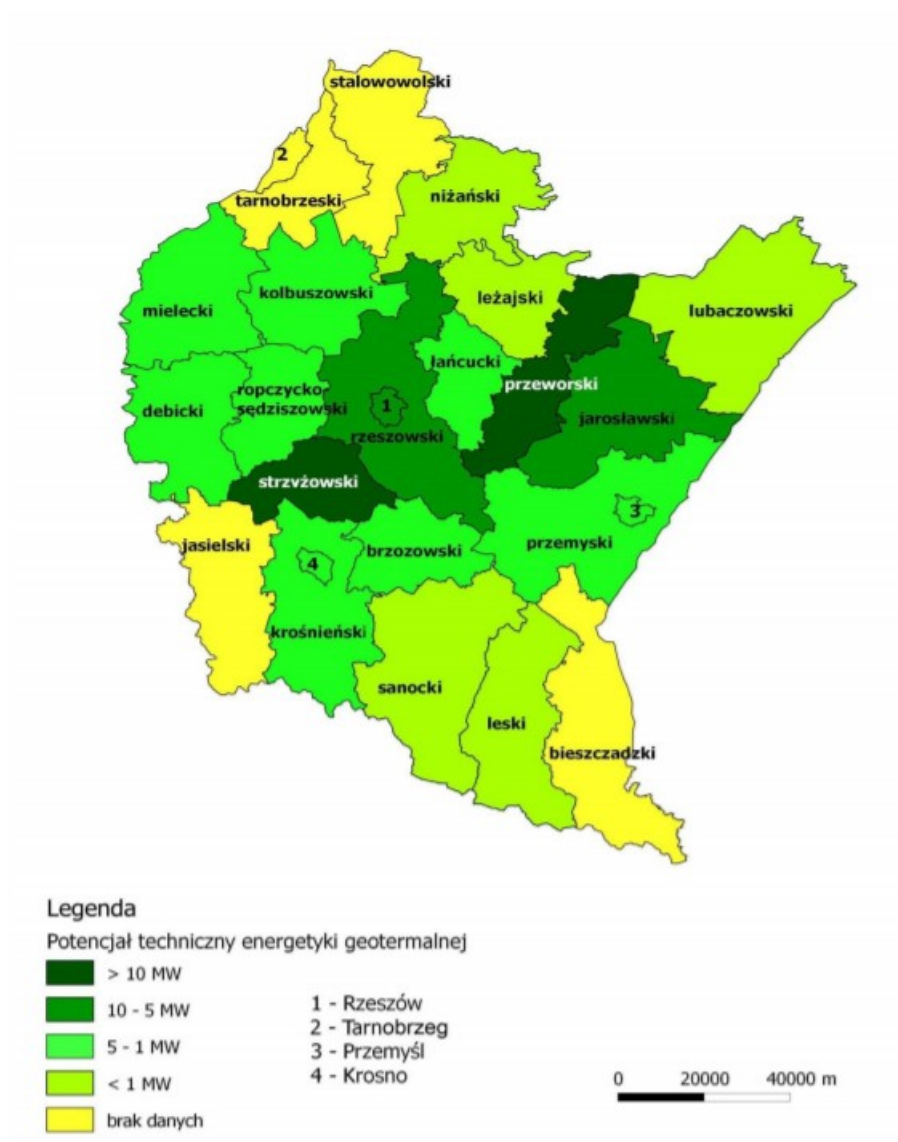 stalowowolski
2
tarnobrzeski
niżański
mielecki
kolbuszowski
leżajski
lubaczowski
łańcucki
przeworski
debicki
ropczycko-
sędziszowski
1
rzeszowski
jarosławski
strzyżowski
3
jasielski
4
brzozowski
przemyski
krośnieński
sanocki
leski
bieszczadzki
Legenda
Potencjał techniczny energetyki geotermalnej
> 10 MW
10 - 5 MW
5 - 1 MW
< 1 MW
brak danych
1 - Rzeszów
2 - Tarnobrzeg
3 - Przemyśl
4 - Krosno
0 20000 40000 m